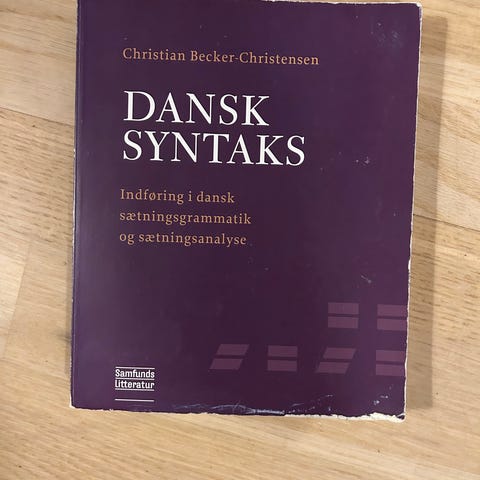 Christian Becker-Christensen
DANSK
SYNTAKS
Indføring i dansk
sætningsgrammatik
og sætningsanalyse
Samfunds
Litteratur